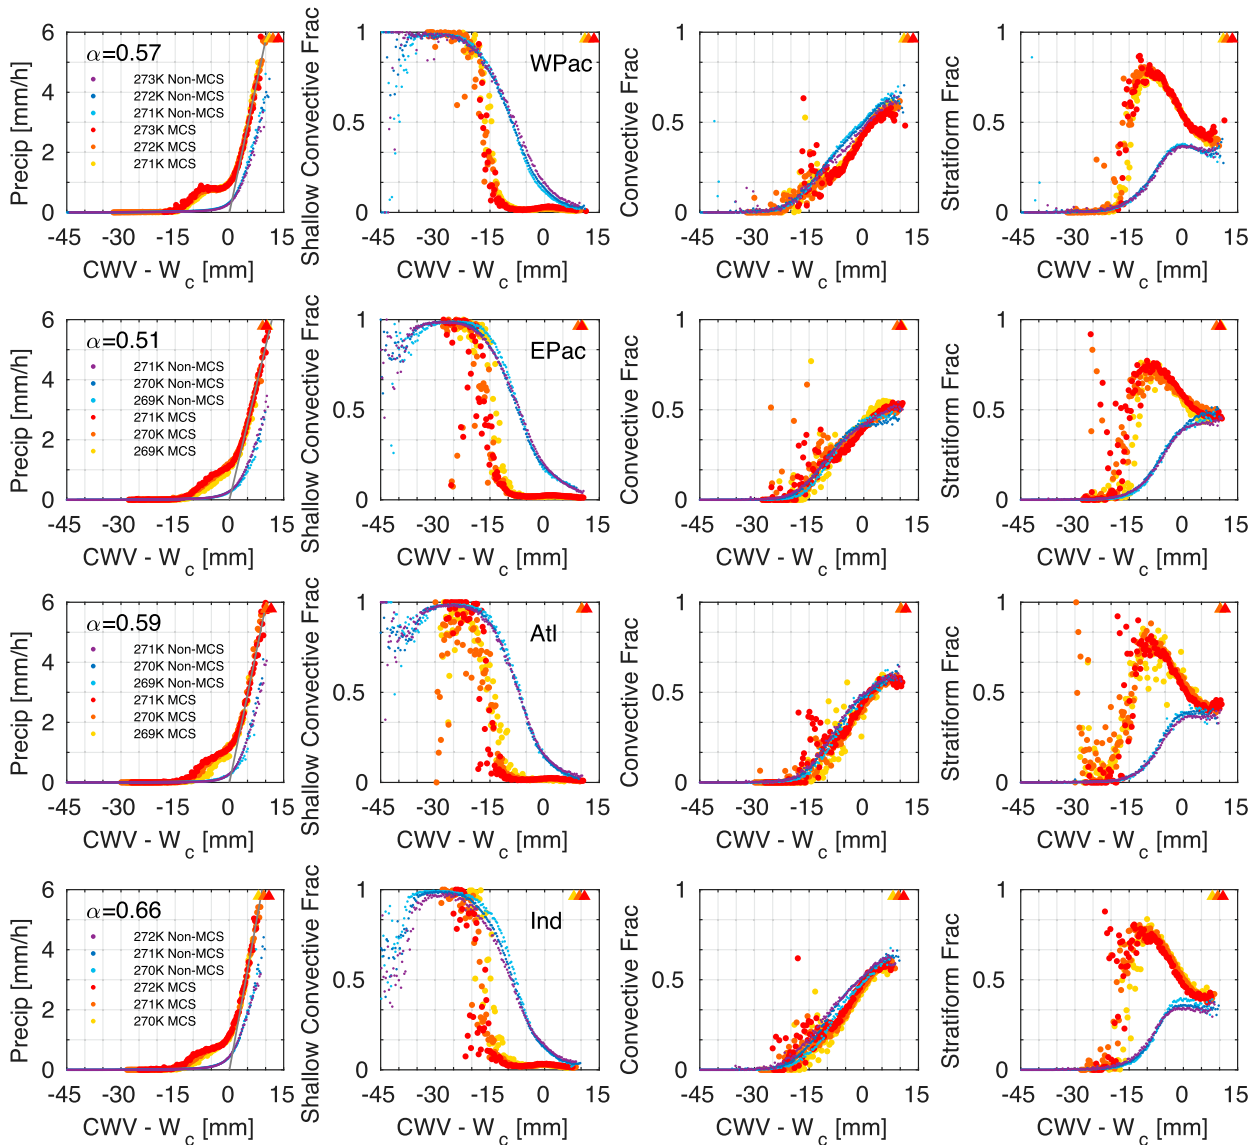 Precip [mm/h]
6
4
2
0
α=0.57
273K Non-MCS
272K Non-MCS
271K Non-MCS
273K MCS
272K MCS
271K MCS
-45 -30 -15 0 15
CWV - Wc [mm]
Shallow Convective Frac
1
0.5
0
WPac
-45 -30 -15 0 15
CWV - Wc [mm]
Convective Frac
1
0.5
0
-45 -30 -15 0 15
CWV - Wc [mm]
Stratiform Frac
1
0.5
0
-45 -30 -15 0 15
CWV - Wc [mm]
Precip [mm/h]
6
4
2
0
α=0.51
271K Non-MCS
270K Non-MCS
269K Non-MCS
271K MCS
270K MCS
269K MCS
-45 -30 -15 0 15
CWV - Wc [mm]
Shallow Convective Frac
1
0.5
0
EPac
-45 -30 -15 0 15
CWV - Wc [mm]
Convective Frac
1
0.5
0
-45 -30 -15 0 15
CWV - Wc [mm]
Stratiform Frac
1
0.5
0
-45 -30 -15 0 15
CWV - Wc [mm]
Precip [mm/h]
6
4
2
0
α=0.59
271K Non-MCS
270K Non-MCS
269K Non-MCS
271K MCS
270K MCS
269K MCS
-45 -30 -15 0 15
CWV - Wc [mm]
Shallow Convective Frac
1
0.5
0
Atl
-45 -30 -15 0 15
CWV - Wc [mm]
Convective Frac
1
0.5
0
-45 -30 -15 0 15
CWV - Wc [mm]
Stratiform Frac
1
0.5
0
-45 -30 -15 0 15
CWV - Wc [mm]
Precip [mm/h]
6
4
2
0
α=0.66
272K Non-MCS
271K Non-MCS
270K Non-MCS
272K MCS
271K MCS
270K MCS
-45 -30 -15 0 15
CWV - Wc [mm]
Shallow Convective Frac
1
0.5
0
Ind
-45 -30 -15 0 15
CWV - Wc [mm]
Convective Frac
1
0.5
0
-45 -30 -15 0 15
CWV - Wc [mm]
Stratiform Frac
1
0.5
0
-45 -30 -15 0 15
CWV - Wc [mm]